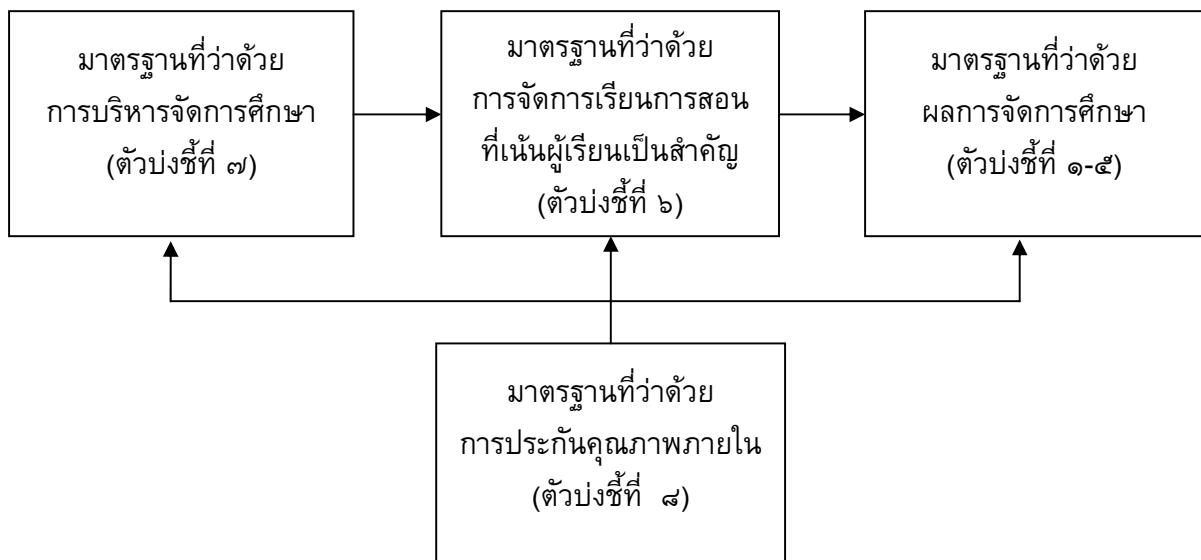 มาตรฐานที่ว่าด้วย
การบริหารจัดการศึกษา
(ตัวบ่งชี้ที่ ๗)
มาตรฐานที่ว่าด้วย
การจัดการเรียนการสอน
ที่เน้นผู้เรียนเป็นสำคัญ
(ตัวบ่งชี้ที่ ๖)
มาตรฐานที่ว่าด้วย
ผลการจัดการศึกษา
(ตัวบ่งชี้ที่ ๑-๕)
มาตรฐานที่ว่าด้วย
การประกันคุณภาพภายใน
(ตัวบ่งชี้ที่ ๘)